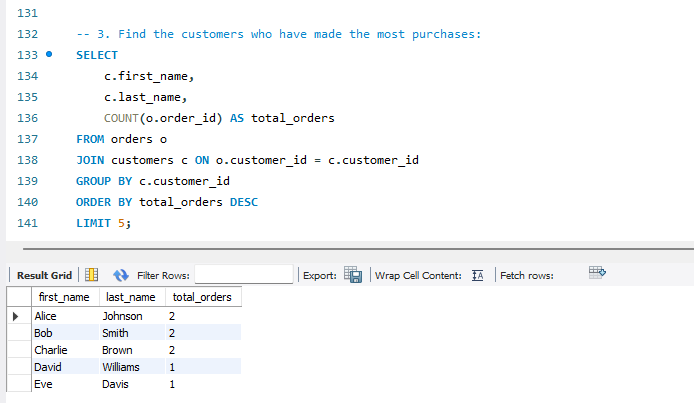 131
132 -- 3. Find the customers who have made the most purchases:
133 SELECT
134 c.first_name,
135 c.last_name,
136 COUNT(o.order_id) AS total_orders
137 FROM orders o
138 JOIN customers c ON o.customer_id = c.customer_id
139 GROUP BY c.customer_id
140 ORDER BY total_orders DESC
141 LIMIT 5;
Result Grid Filter Rows: Export: Wrap Cell Content: IA Fetch rows:
first_name last_name total_orders
Alice Johnson 2
Bob Smith 2
Charlie Brown 2
David Williams 1
Eve Davis 1